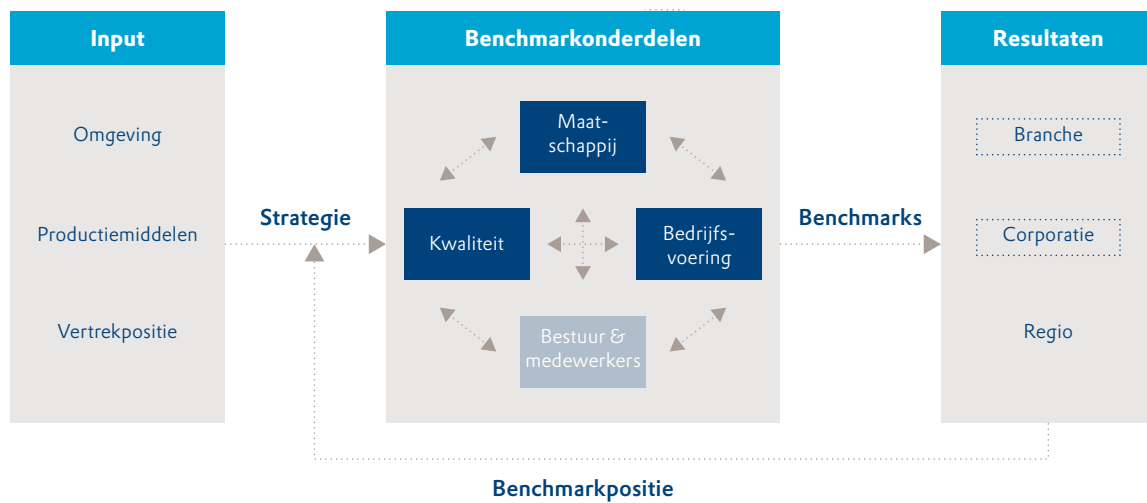 Input
Omgeving
Productiemiddelen
Vertrekpositie
Strategie
Benchmarkonderdelen
Maat-
schappij
Kwaliteit
Bedrijfs-
voering
Bestuur &
medewerkers
Benchmarks
Resultaten
Branche
Corporatie
Regio
Benchmarkpositie